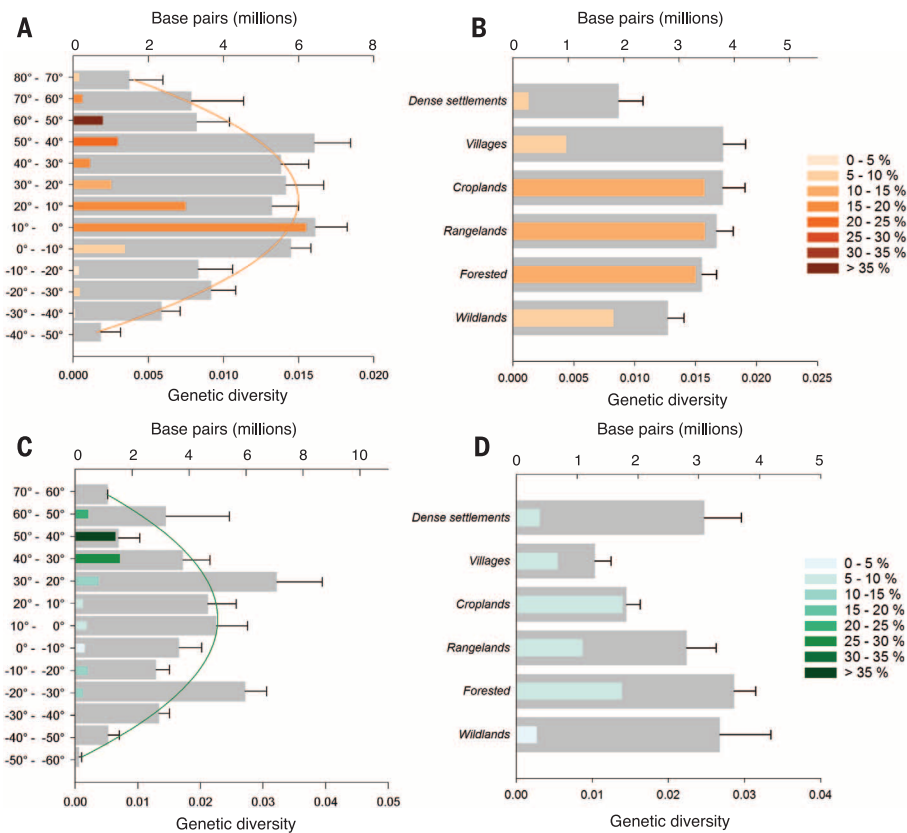 A
Base pairs (millions)
0 2 4 6 8
80° - 70°
70° - 60°
60° - 50°
50° - 40°
40° - 30°
30° - 20°
20° - 10°
10° - 0°
0° - -10°
-10° - -20°
-20° - -30°
-30° - -40°
-40° - -50°
0.000 0.005 0.010 0.015 0.020
Genetic diversity
B
Base pairs (millions)
0 1 2 3 4 5
Dense settlements
Villages
Croplands
Rangelands
Forested
Wildlands
0.000 0.005 0.010 0.015 0.020 0.025
Genetic diversity
0 - 5 %
5 - 10 %
10 - 15 %
15 - 20 %
20 - 25 %
25 - 30 %
30 - 35 %
> 35 %
C
Base pairs (millions)
0 2 4 6 8 10
70° - 60°
60° - 50°
50° - 40°
40° - 30°
30° - 20°
20° - 10°
10° - 0°
0° - -10°
-10° - -20°
-20° - -30°
-30° - -40°
-40° - -50°
-50° - -60°
0.00 0.01 0.02 0.03 0.04 0.05
Genetic diversity
D
Base pairs (millions)
0 1 2 3 4 5
Dense settlements
Villages
Croplands
Rangelands
Forested
Wildlands
0.00 0.01 0.02 0.03 0.04
Genetic diversity
0 - 5 %
5 - 10 %
10 -15 %
15 - 20 %
20 - 25 %
25 - 30 %
30 - 35 %
> 35 %